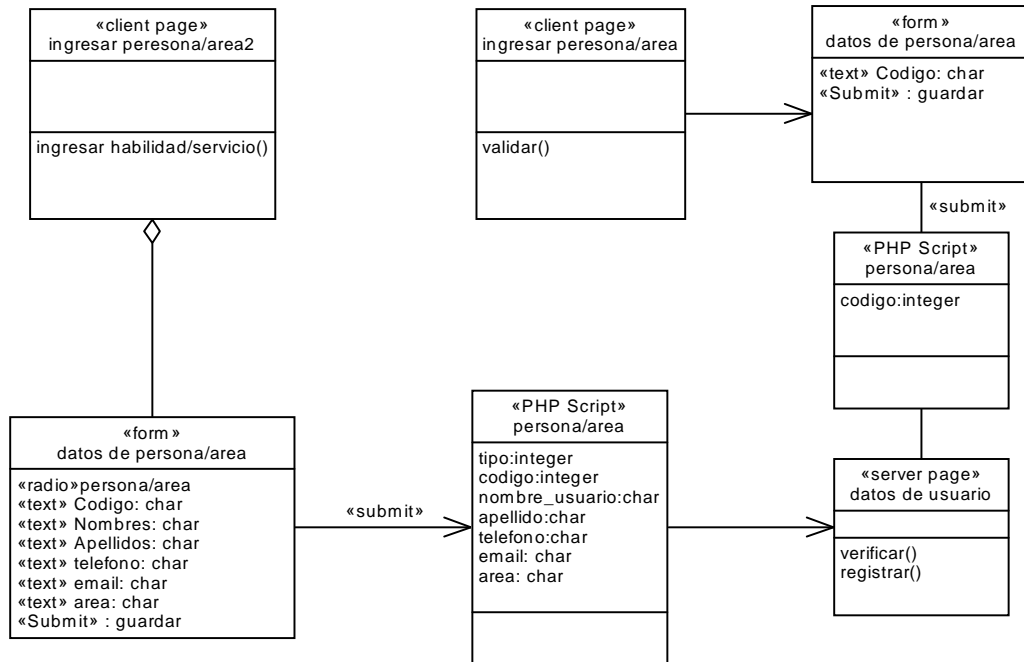 «client page»
ingresar peresona/area2
ingresar habilidad/servicio()
«client page»
ingresar peresona/area
validar()
«form»
datos de persona/area
«text» Codigo: char
«Submit» : guardar
«submit»
«PHP Script»
persona/area
codigo:integer
«form»
datos de persona/area
«radio»persona/area
«text» Codigo: char
«text» Nombres: char
«text» Apellidos: char
«text» telefono: char
«text» email: char
«text» area: char
«Submit» : guardar
«submit»
«PHP Script»
persona/area
tipo:integer
codigo:integer
nombre_usuario:char
apellido:char
telefono:char
email: char
area: char
«server page»
datos de usuario
verificar()
registrar()